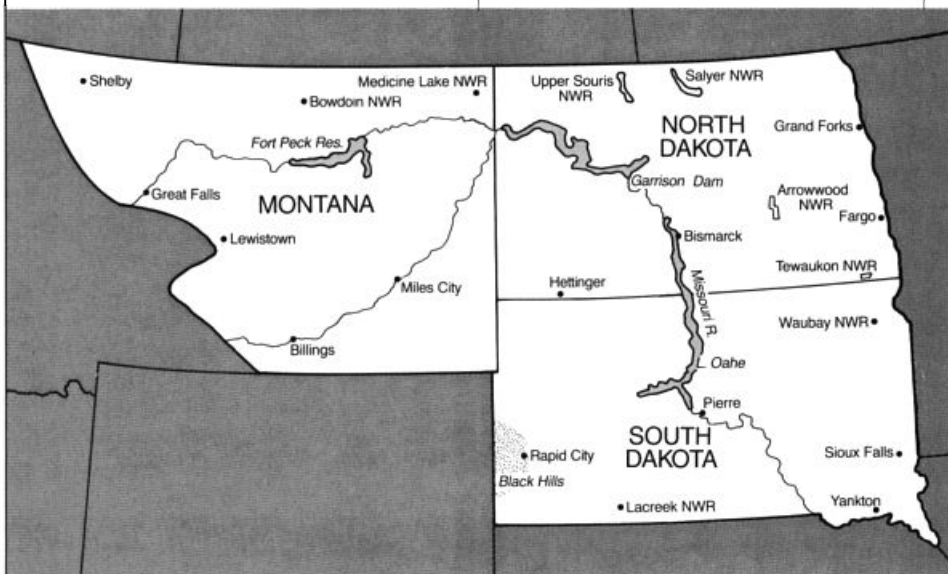 Shelby
Medicine Lake NWR
Bowdoin NWR
Fort Peck Res.
Great Falls
MONTANA
Lewistown
Miles City
Billings
Upper Souris
NWR
Salyer NWR
NORTH
DAKOTA
Grand Forks
Garrison Dam
Arrowwood
NWR
Fargo
Bismarck
Tewaukon NWR
Hettinger
Missouri R.
Waubay NWR
L. Oahe
Pierre
SOUTH
DAKOTA
Rapid City
Black Hills
Sioux Falls
Lacreek NWR
Yankton